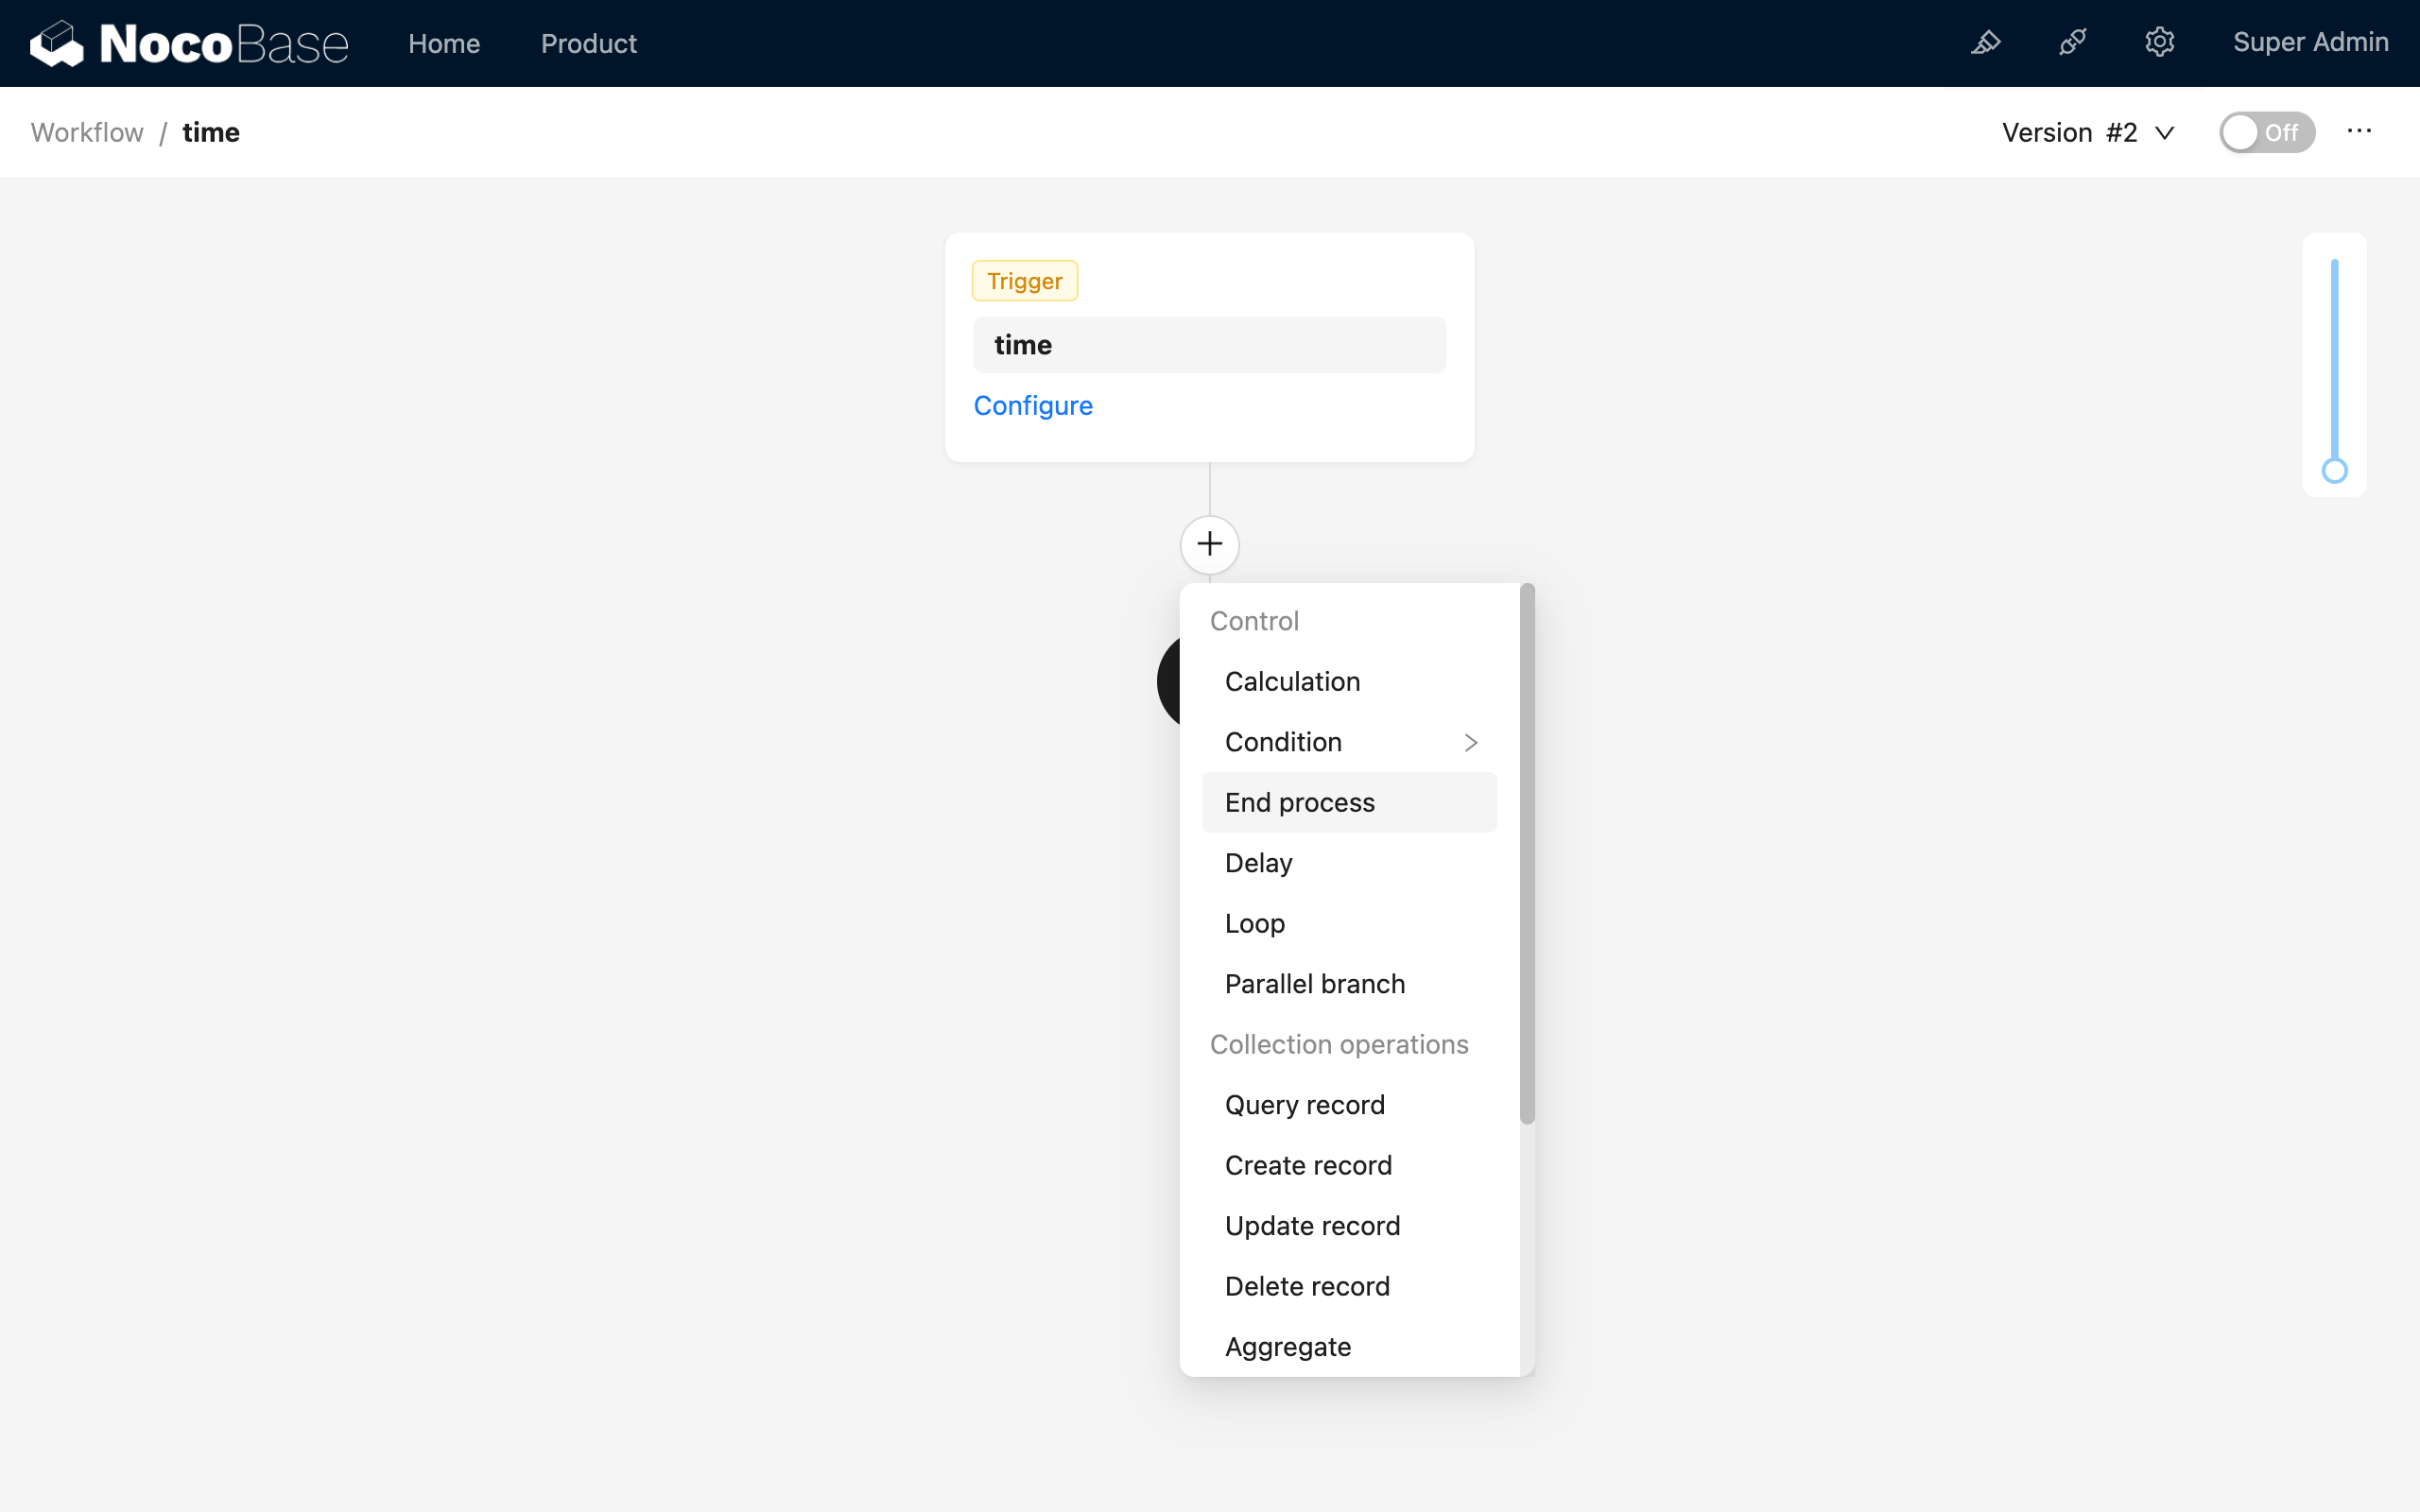 NocoBase Home Product Super Admin
Workflow / time Version #2 Off ···
Trigger
time
Configure
Control
Calculation
Condition
End process
Delay
Loop
Parallel branch
Collection operations
Query record
Create record
Update record
Delete record
Aggregate